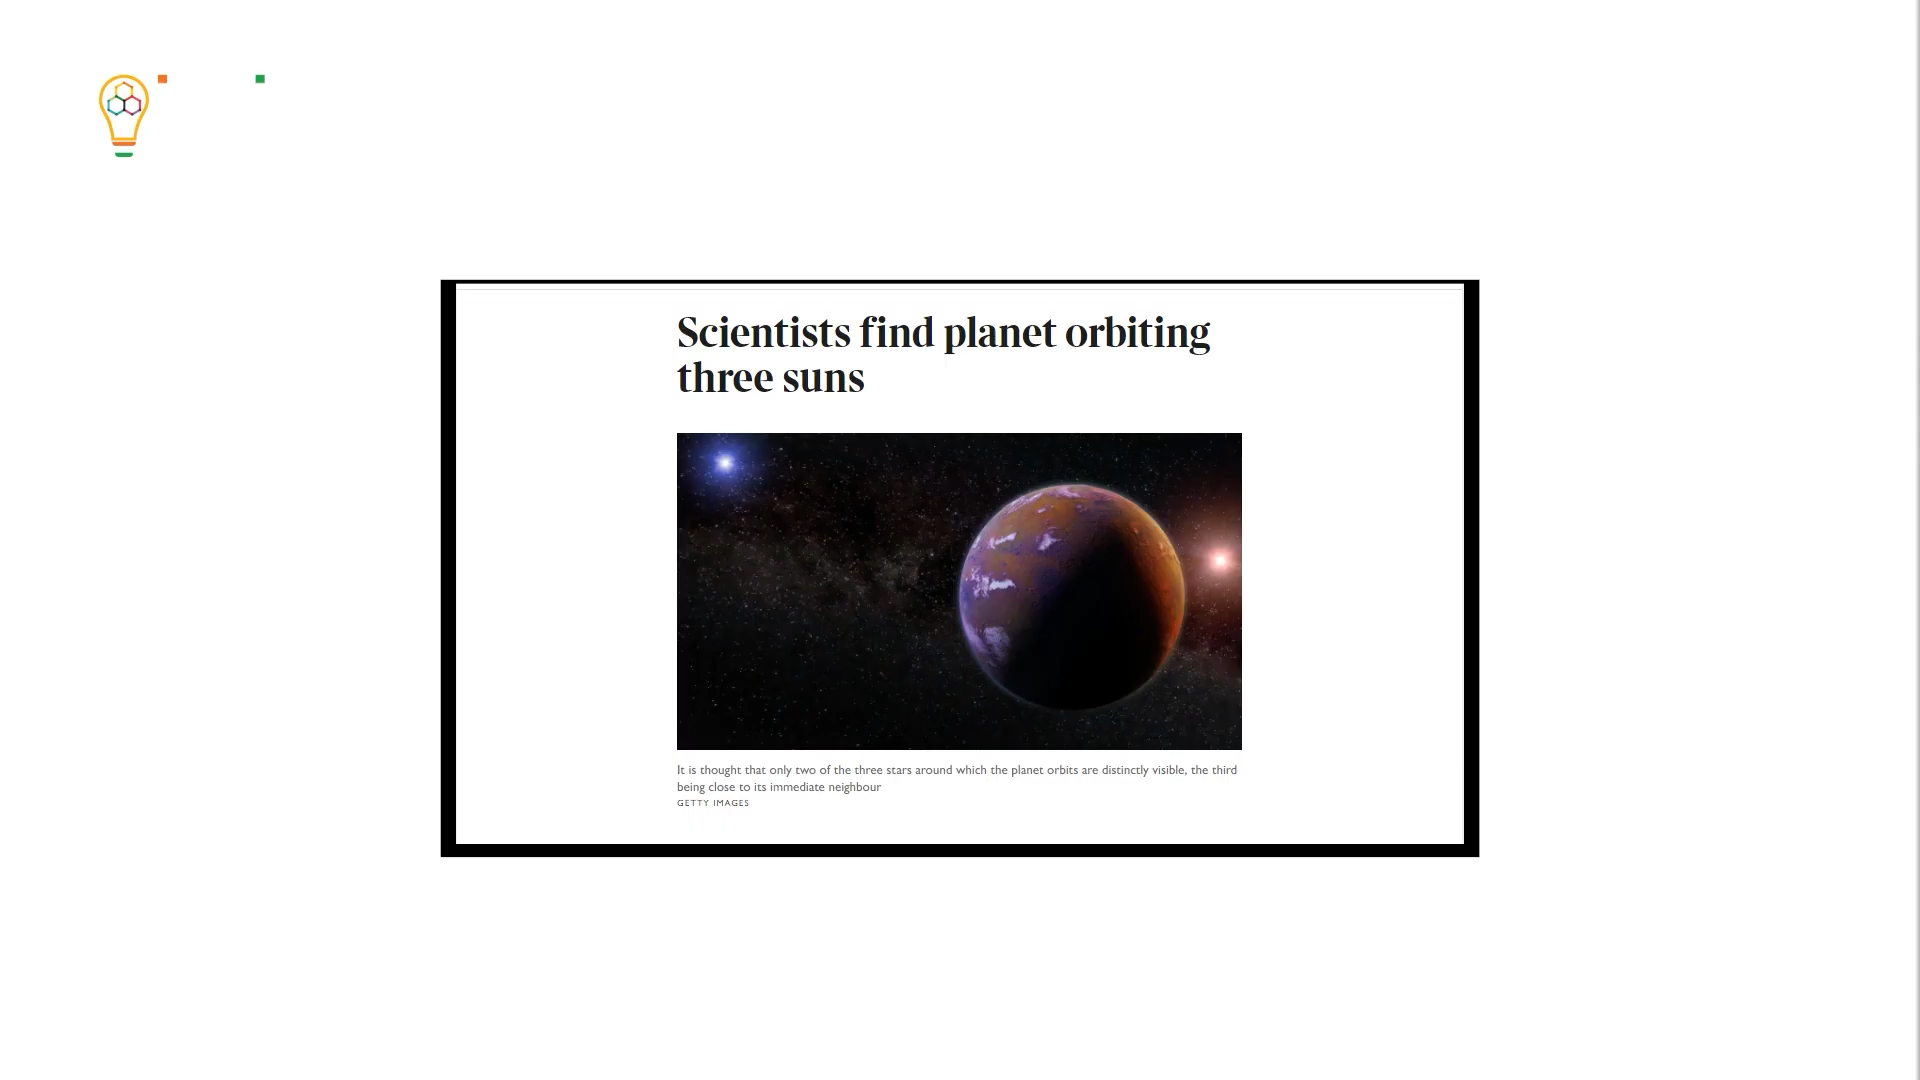 Scientists find planet orbiting
three suns
It is thought that only two of the three stars around which the planet orbits are distinctly visible, the third
being close to its immediate neighbour
GETTY IMAGES